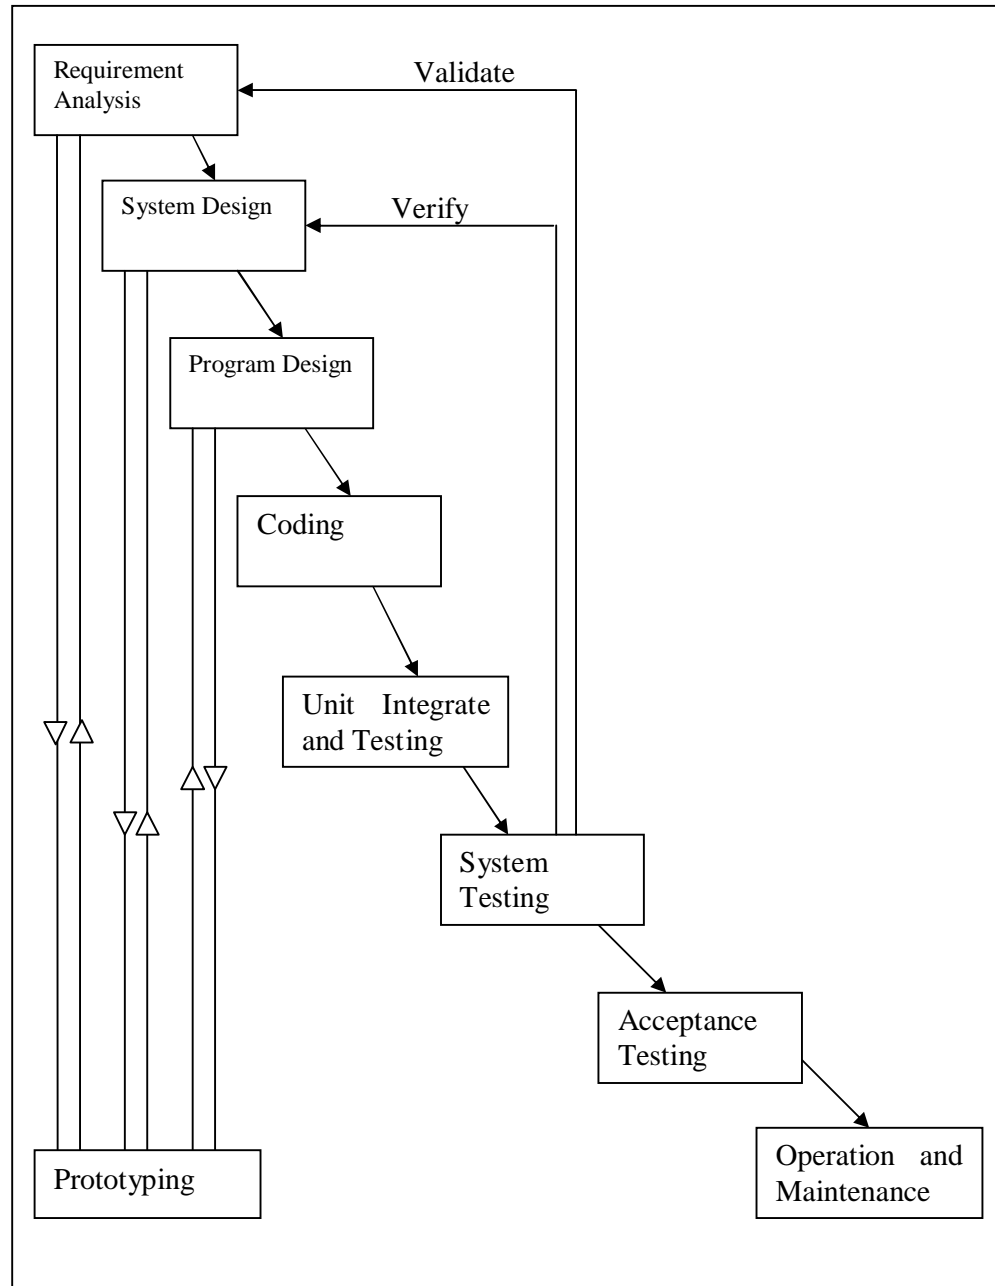 Requirement
Analysis
Validate
System Design
Verify
Program Design
Coding
Unit Integrate
and Testing
System
Testing
Acceptance
Testing
Operation and
Maintenance
Prototyping